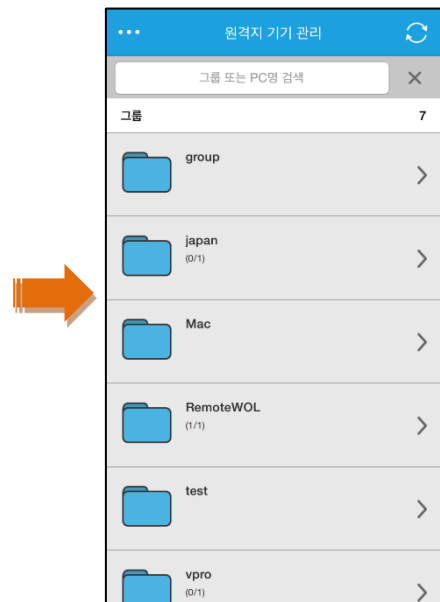 원격지 기기 관리
그룹 또는 PC명 검색
그룹 7
group
japan
(0/1)
Mac
RemoteWOL
(1/1)
test
vpro
(0/1)